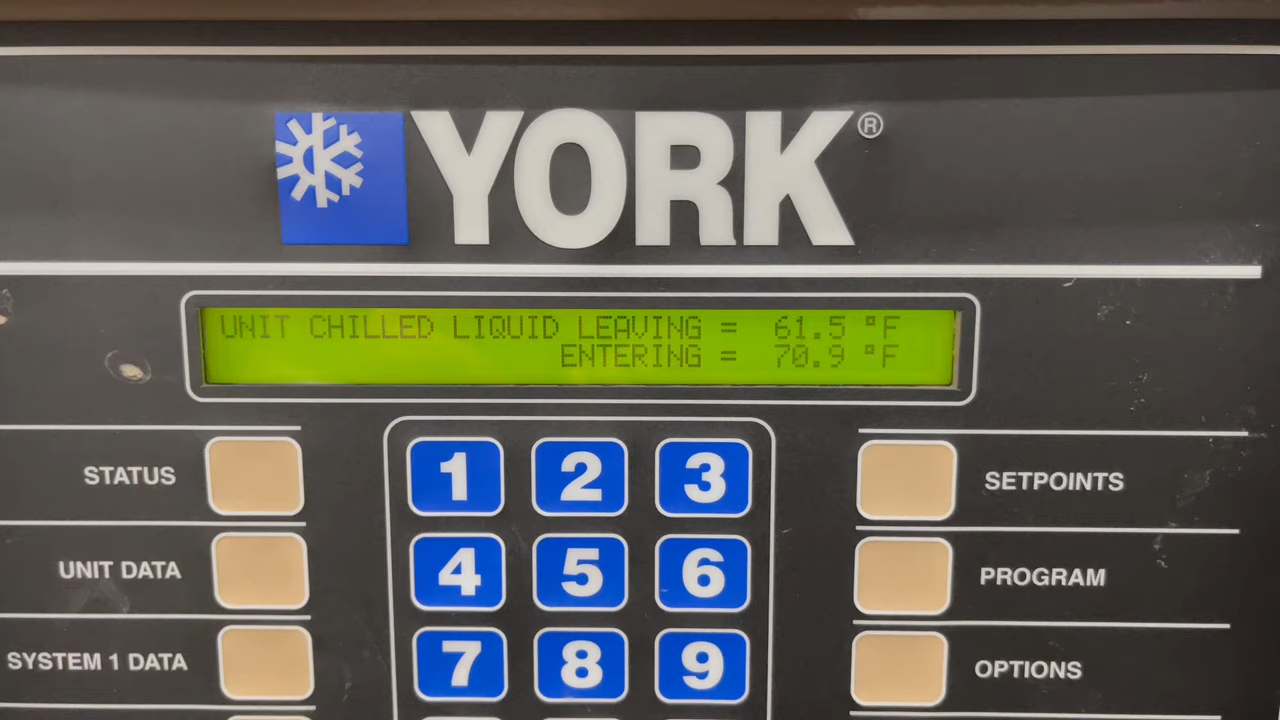 YORK®
UNIT CHILLED LIQUID LEAVING = 61.5 °F
ENTERING = 70.9 °F
STATUS 1 2 3 SETPOINTS
UNIT DATA 4 5 6 PROGRAM
SYSTEM 1 DATA 7 8 9 OPTIONS